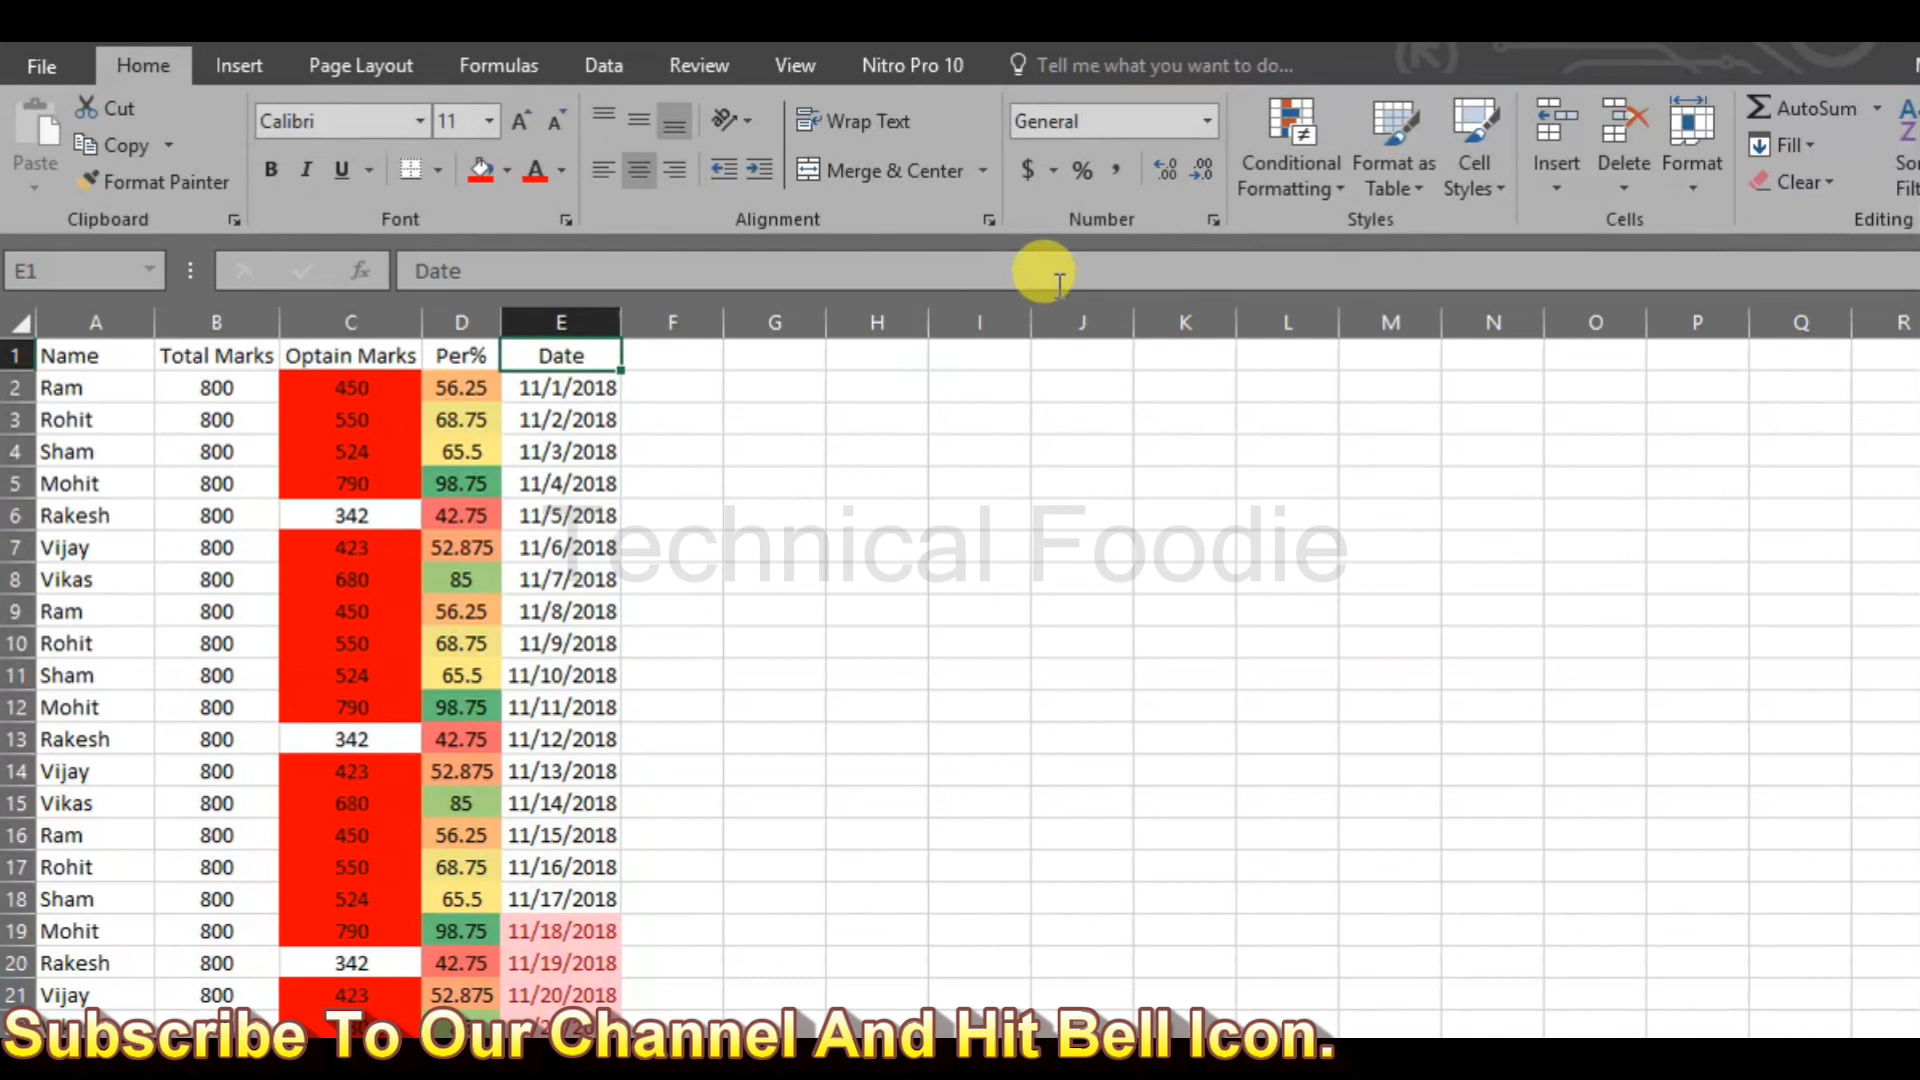 File Home Insert Page Layout Formulas Data Review View Nitro Pro 10 Tell me what you want to do...
Cut
Copy
Format Painter
Paste
Clipboard
Calibri 11
B I U
Font
Wrap Text
Merge & Center
Alignment
General
$ % ,
Number
Conditional Formatting
Format as Table
Cell Styles
Styles
Insert Delete Format
Cells
AutoSum
Fill
Clear
Editing
E1 fx Date
A B C D E F G H I J K L M N O P Q R
1 Name Total Marks Optain Marks Per% Date
2 Ram 800 450 56.25 11/1/2018
3 Rohit 800 550 68.75 11/2/2018
4 Sham 800 524 65.5 11/3/2018
5 Mohit 800 790 98.75 11/4/2018
6 Rakesh 800 342 42.75 11/5/2018
7 Vijay 800 423 52.875 11/6/2018
8 Vikas 800 680 85 11/7/2018
9 Ram 800 450 56.25 11/8/2018
10 Rohit 800 550 68.75 11/9/2018
11 Sham 800 524 65.5 11/10/2018
12 Mohit 800 790 98.75 11/11/2018
13 Rakesh 800 342 42.75 11/12/2018
14 Vijay 800 423 52.875 11/13/2018
15 Vikas 800 680 85 11/14/2018
16 Ram 800 450 56.25 11/15/2018
17 Rohit 800 550 68.75 11/16/2018
18 Sham 800 524 65.5 11/17/2018
19 Mohit 800 790 98.75 11/18/2018
20 Rakesh 800 342 42.75 11/19/2018
21 Vijay 800 423 52.875 11/20/2018
Technical Foodie
Subscribe To Our Channel And Hit Bell Icon.